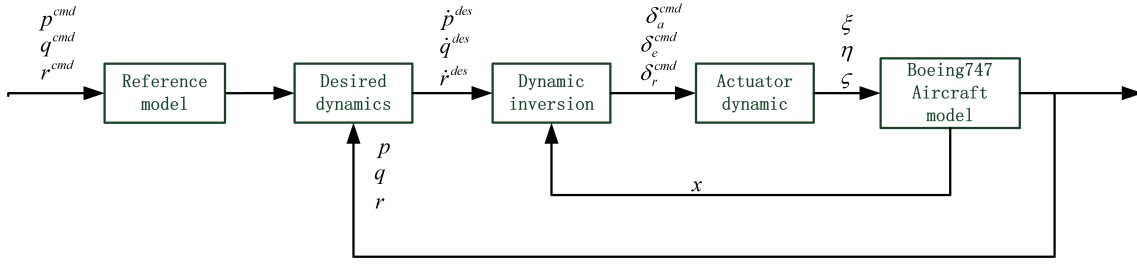 p^cmd
q^cmd
r^cmd
Reference
model
Desired
dynamics
ṗ^des
q̇^des
ṙ^des
Dynamic
inversion
δ_a^cmd
δ_e^cmd
δ_r^cmd
Actuator
dynamic
ξ
η
ς
Boeing747
Aircraft
model
p
q
r
x